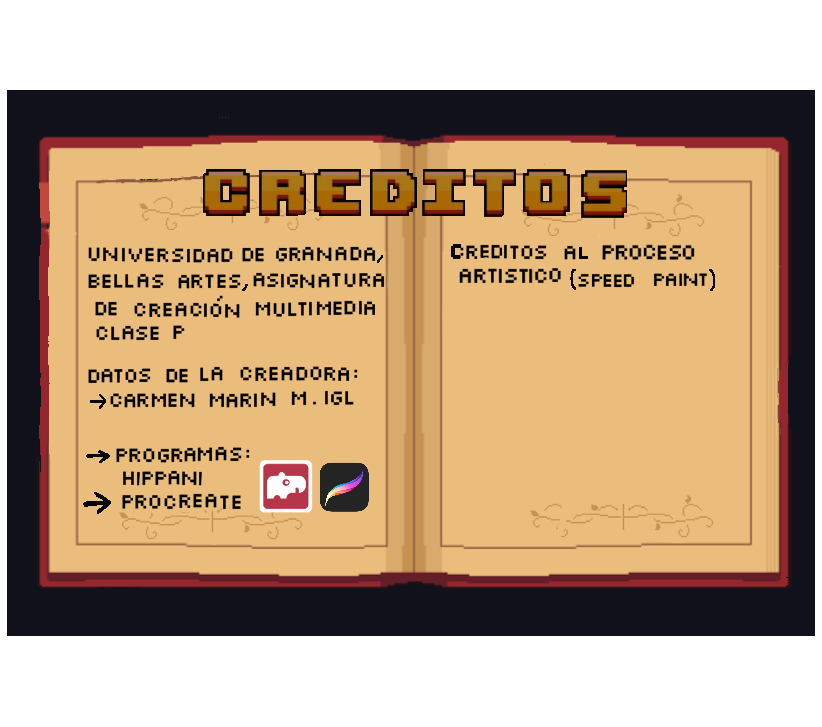 CREDITOS
UNIVERSIDAD DE GRANADA,
BELLAS ARTES, ASIGNATURA
DE CREACIÓN MULTIMEDIA
CLASE P
DATOS DE LA CREADORA:
→CARMEN MARIN M.IGL
→ PROGRAMAS:
HIPPANI
→ PROCREATE
CREDITOS AL PROCESO
ARTISTICO (SPEED PAINT)